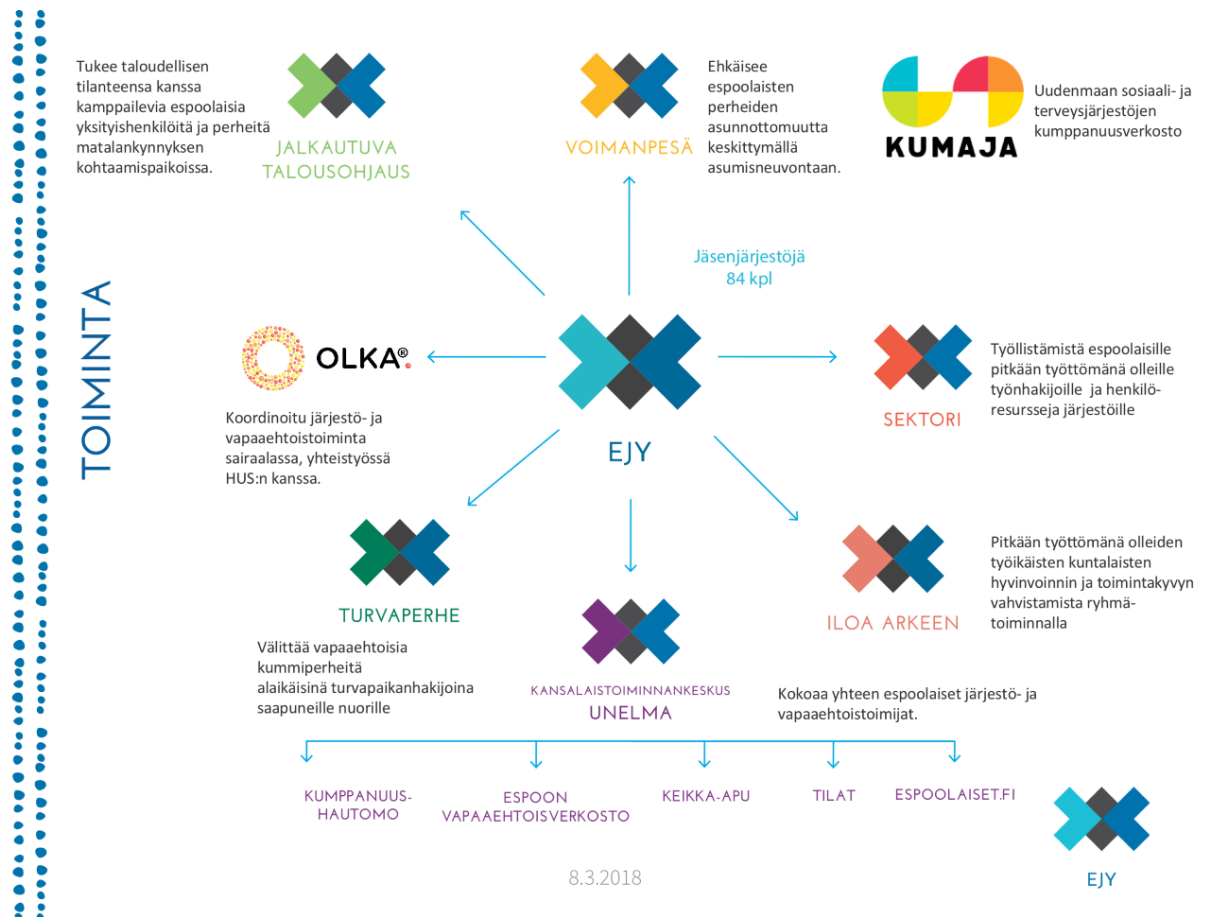 TOIMINTA
Tukee taloudellisen
tilanteensa kanssa
kamppailevia espoolaisia
yksityishenkilöitä ja perheitä
matalankynnyksen
kohtaamispaikoissa.
JALKAUTUVA
TALOUSOHJAUS
VOIMANPESÄ
Ehkäisee
espoolaisten
perheiden
asunnottomuutta
keskittymällä
asumisneuvontaan.
KUMAJA
Uudenmaan sosiaali- ja
terveysjärjestöjen
kumppanuusverkosto
Jäsenjärjestöjä
84 kpl
OLKA®.
Koordinoitu järjestö- ja
vapaaehtoistoiminta
sairaalassa, yhteistyössä
HUS:n kanssa.
EJY
SEKTORI
Työllistämistä espoolaisille
pitkään työttömänä olleille
työnhakijoille ja henkilö-
resursseja järjestöille
TURVAPERHE
Välittää vapaaehtoisia
kummiperheitä
alaikäisinä turvapaikanhakijoina
saapuneille nuorille
KANSALAISTOIMINNANKESKUS
UNELMA
Kokoaa yhteen espoolaiset järjestö- ja
vapaaehtoistoimijat.
ILOA ARKEEN
Pitkään työttömänä olleiden
työikäisten kuntalaisten
hyvinvoinnin ja toimintakyvyn
vahvistamista ryhmä-
toiminnalla
KUMPPANUUS-
HAUTOMO
ESPOON
VAPAAEHTOISVERKOSTO
KEIKKA-APU
TILAT
ESPOOLAISET.FI
8.3.2018
EJY